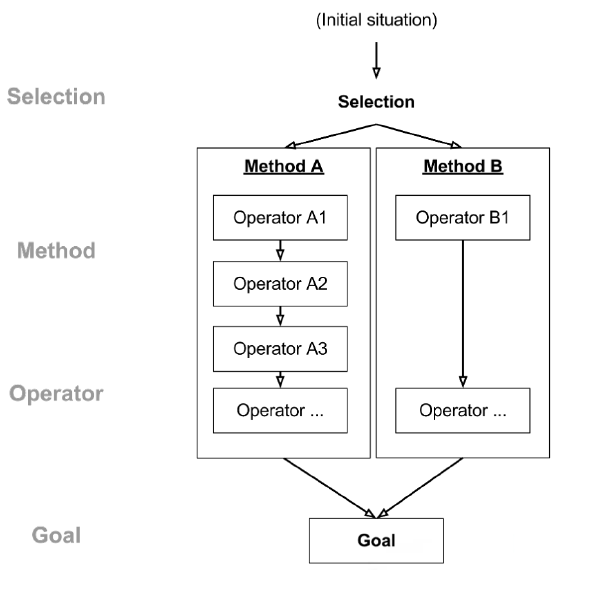 (Initial situation)
Selection
Selection
Method A
Method B
Operator A1
Operator B1
Method
Operator A2
Operator A3
Operator
Operator ...
Operator ...
Goal
Goal